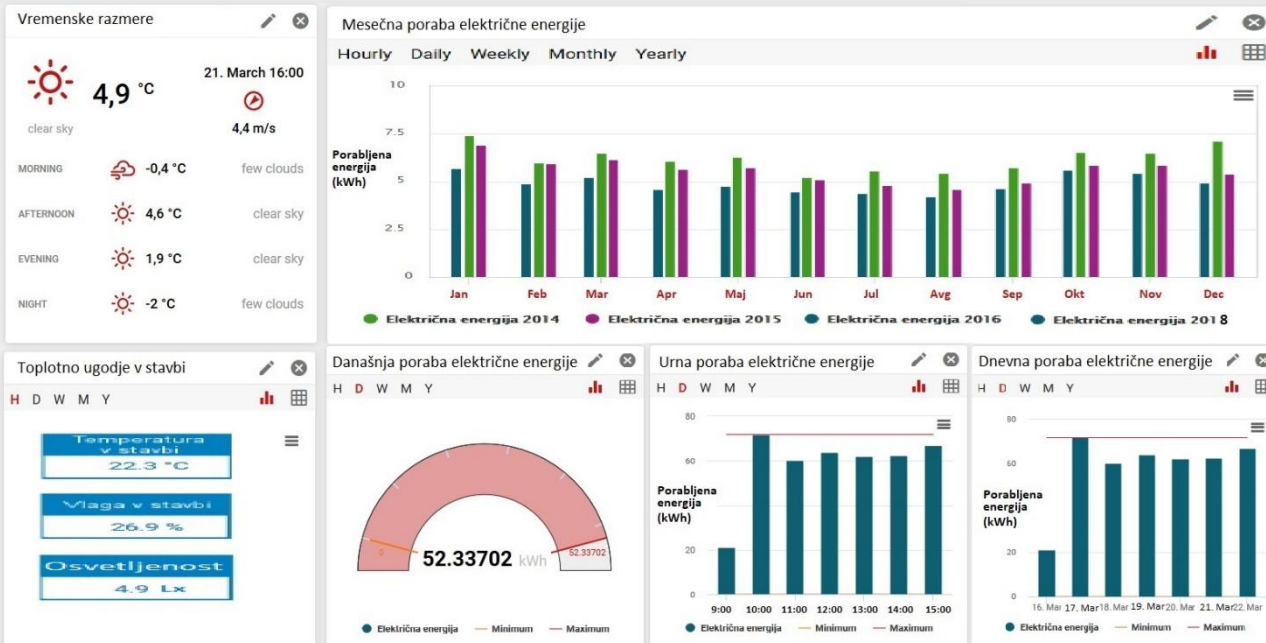 Vremenske razmere
4,9 °C
21. March 16:00
clear sky
4,4 m/s
MORNING -0,4 °C few clouds
AFTERNOON 4,6 °C clear sky
EVENING 1,9 °C clear sky
NIGHT -2 °C few clouds
Mesečna poraba električne energije
Hourly Daily Weekly Monthly Yearly
10
7.5
Porabljena
energija
(kWh)
5
2.5
0
Jan Feb Mar Apr Maj Jun Jul Avg Sep Okt Nov Dec
Električna energija 2014 Električna energija 2015 Električna energija 2016 Električna energija 2018
Toplotno ugodje v stavbi
H D W M Y
Temperatura
v stavbi
22.3 °C
Vlaga v stavbi
26.9 %
Osvetljenost
4.9 Lx
Današnja poraba električne energije
H D W M Y
0
52.33702 kWh
52.33702
Električna energija Minimum Maximum
Urna poraba električne energije
H D W M Y
80
60
Porabljena
energija
(kWh)
20
0
9:00 10:00 11:00 12:00 13:00 14:00 15:00
Električna energija Minimum Maximum
Dnevna poraba električne energije
H D W M Y
80
60
Porabljena
energija
(kWh)
20
0
16. Mar 17. Mar 18. Mar 19. Mar 20. Mar 21. Mar 22. Mar
Električna energija Minimum Maximum